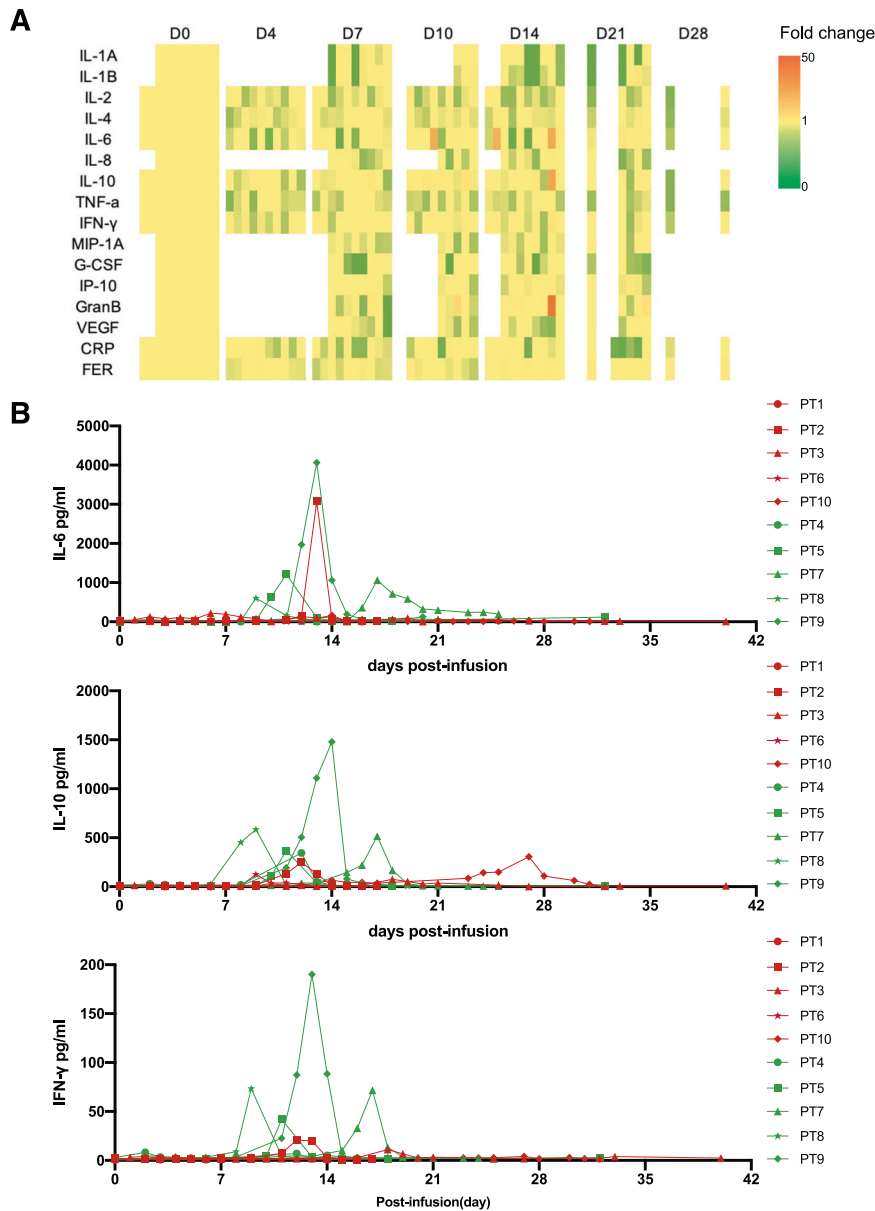 A
D0 D4 D7 D10 D14 D21 D28 Fold change
IL-1A
IL-1B
IL-2
IL-4
IL-6
IL-8
IL-10
TNF-a
IFN-γ
MIP-1A
G-CSF
IP-10
GranB
VEGF
CRP
FER
50
1
0
B
IL-6 pg/ml
5000
4000
3000
2000
1000
0
0 7 14 21 28 35 42
days post-infusion
PT1
PT2
PT3
PT6
PT10
PT4
PT5
PT7
PT8
PT9
IL-10 pg/ml
2000
1500
1000
500
0
0 7 14 21 28 35 42
days post-infusion
PT1
PT2
PT3
PT6
PT10
PT4
PT5
PT7
PT8
PT9
IFN-γ pg/ml
200
150
100
50
0
0 7 14 21 28 35 42
Post-infusion(day)
PT1
PT2
PT3
PT6
PT10
PT4
PT5
PT7
PT8
PT9